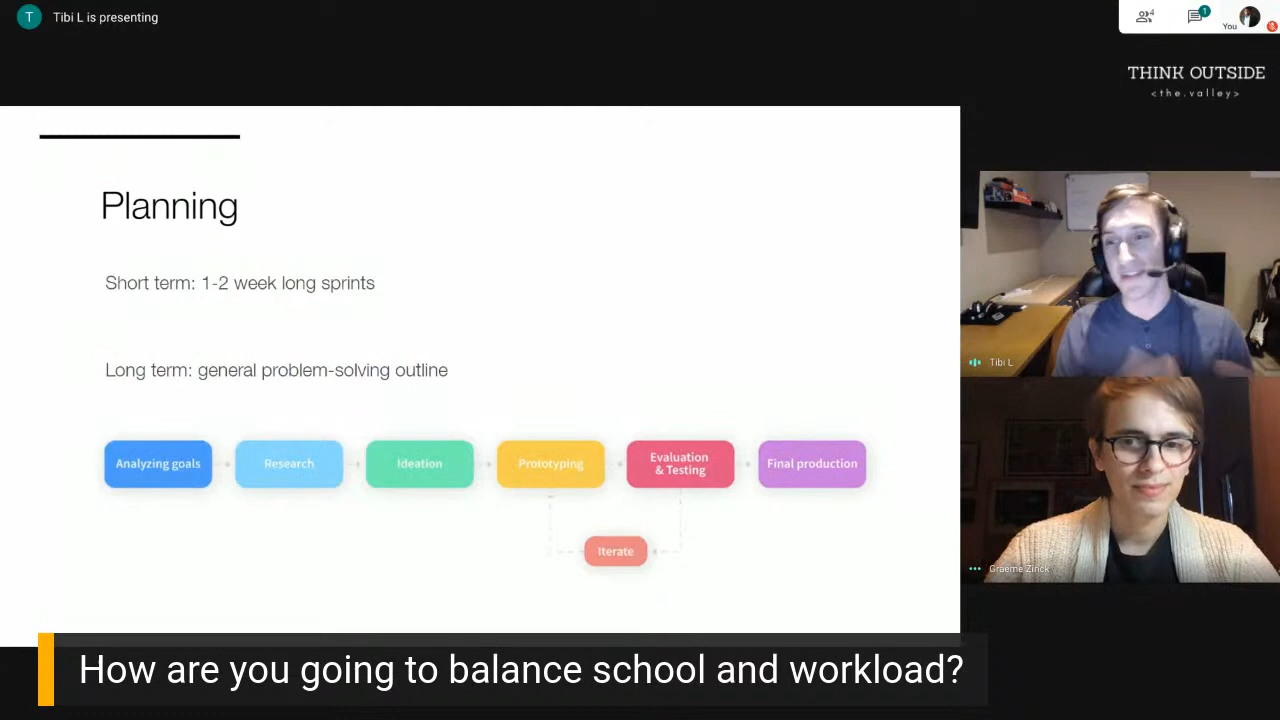 T
Tibi L is presenting
4
1
You
THINK OUTSIDE
<the.valley>
Planning
Short term: 1-2 week long sprints
Long term: general problem-solving outline
Analyzing goals
Research
Ideation
Prototyping
Evaluation
& Testing
Final production
Iterate
Tibi L
Graeme Zinck
How are you going to balance school and workload?